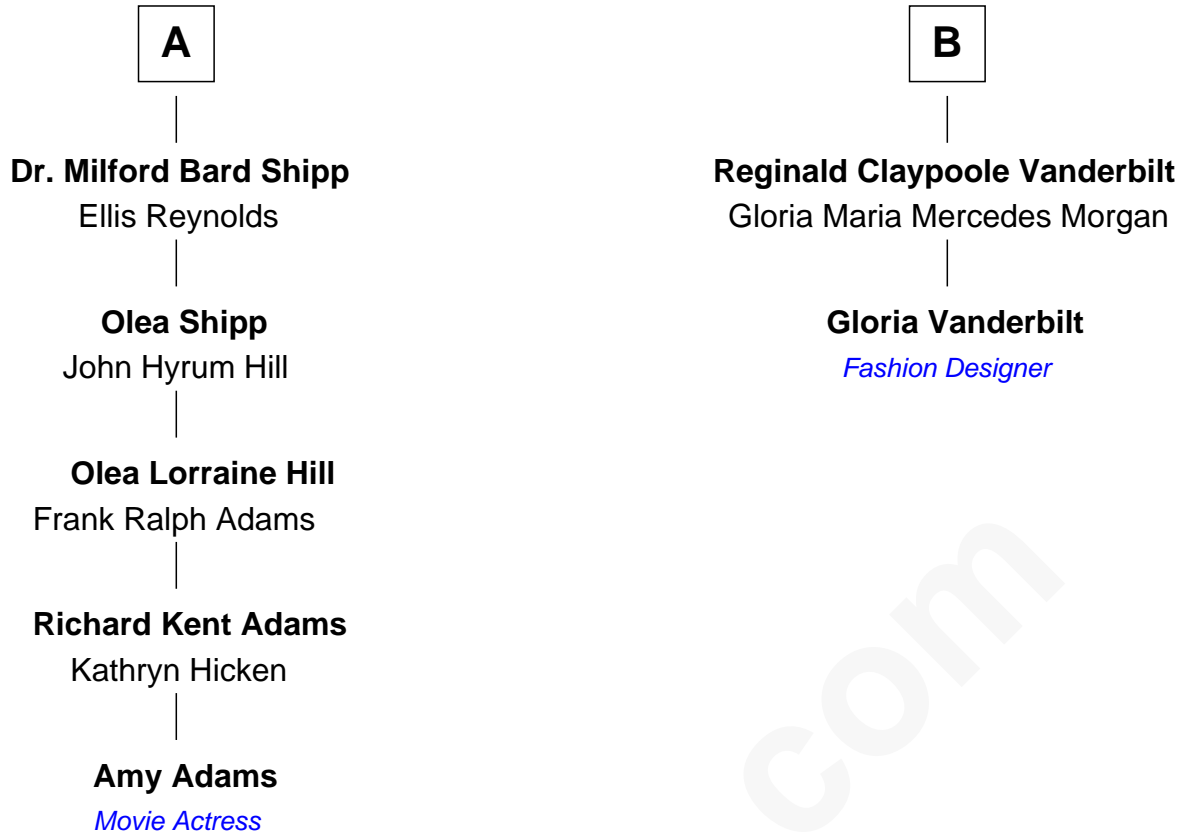 A
Dr. Milford Bard Shipp
Ellis Reynolds
Olea Shipp
John Hyrum Hill
Olea Lorraine Hill
Frank Ralph Adams
Richard Kent Adams
Kathryn Hicken
Amy Adams
Movie Actress
B
Reginald Claypoole Vanderbilt
Gloria Maria Mercedes Morgan
Gloria Vanderbilt
Fashion Designer
com